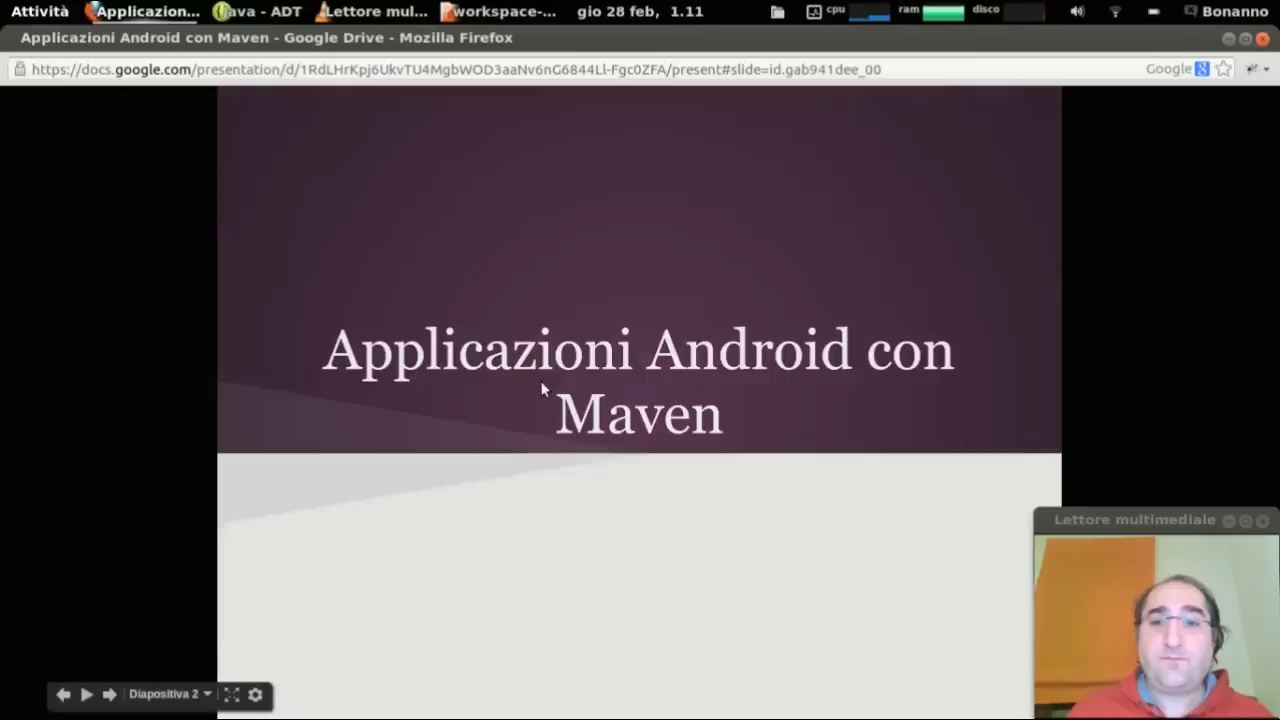 Attività Applicazion... Java - ADT Lettore mul... workspace-... gio 28 feb, 1.11 cpu ram disco Bonanno
Applicazioni Android con Maven - Google Drive - Mozilla Firefox
https://docs.google.com/presentation/d/1RdLHrKpj6UkvTU4MgbWOD3aaNv6nG6844Ll-Fgc0ZFA/present#slide=id.gab941dee_00 Google 8
Applicazioni Android con
Maven
Lettore multimediale
Diapositiva 2